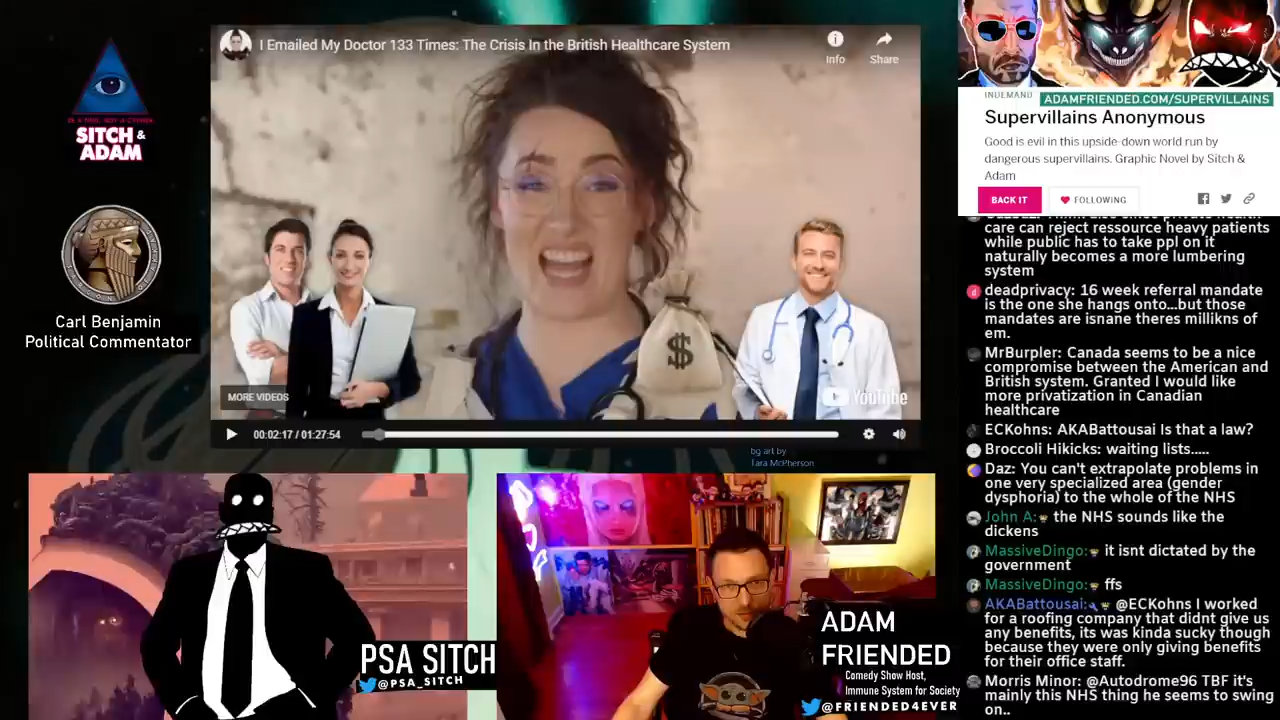 I Emailed My Doctor 133 Times: The Crisis In the British Healthcare System
Info
Share
SITCH &
ADAM
Carl Benjamin
Political Commentator
$
MORE VIDEOS
YouTube
00:02:17 / 01:27:54
bg art by
Tara McPherson
PSA SITCH
@PSA_SITCH
ADAM
FRIENDED
Comedy Show Host,
Immune System for Society
@FRIENDED4EVER
INDEMAND
ADAMFRIENDED.COM/SUPERVILLAINS
Supervillains Anonymous
Good is evil in this upside-down world run by
dangerous supervillains. Graphic Novel by Sitch &
Adam
BACK IT
FOLLOWING
care can reject ressource heavy patients
while public has to take ppl on it
naturally becomes a more lumbering
system
deadprivacy: 16 week referral mandate
is the one she hangs onto...but those
mandates are isnane theres millikns of
em.
MrBurpler: Canada seems to be a nice
compromise between the American and
British system. Granted I would like
more privatization in Canadian
healthcare
ECKohns: AKABattousai Is that a law?
Broccoli Hikicks: waiting lists.....
Daz: You can't extrapolate problems in
one very specialized area (gender
dysphoria) to the whole of the NHS
John A: the NHS sounds like the
dickens
MassiveDingo: it isnt dictated by the
government
MassiveDingo: ffs
AKABattousai: @ECKohns I worked
for a roofing company that didnt give us
any benefits, its was kinda sucky though
because they were only giving benefits
for their office staff.
Morris Minor: @Autodrome96 TBF it's
mainly this NHS thing he seems to swing
on..